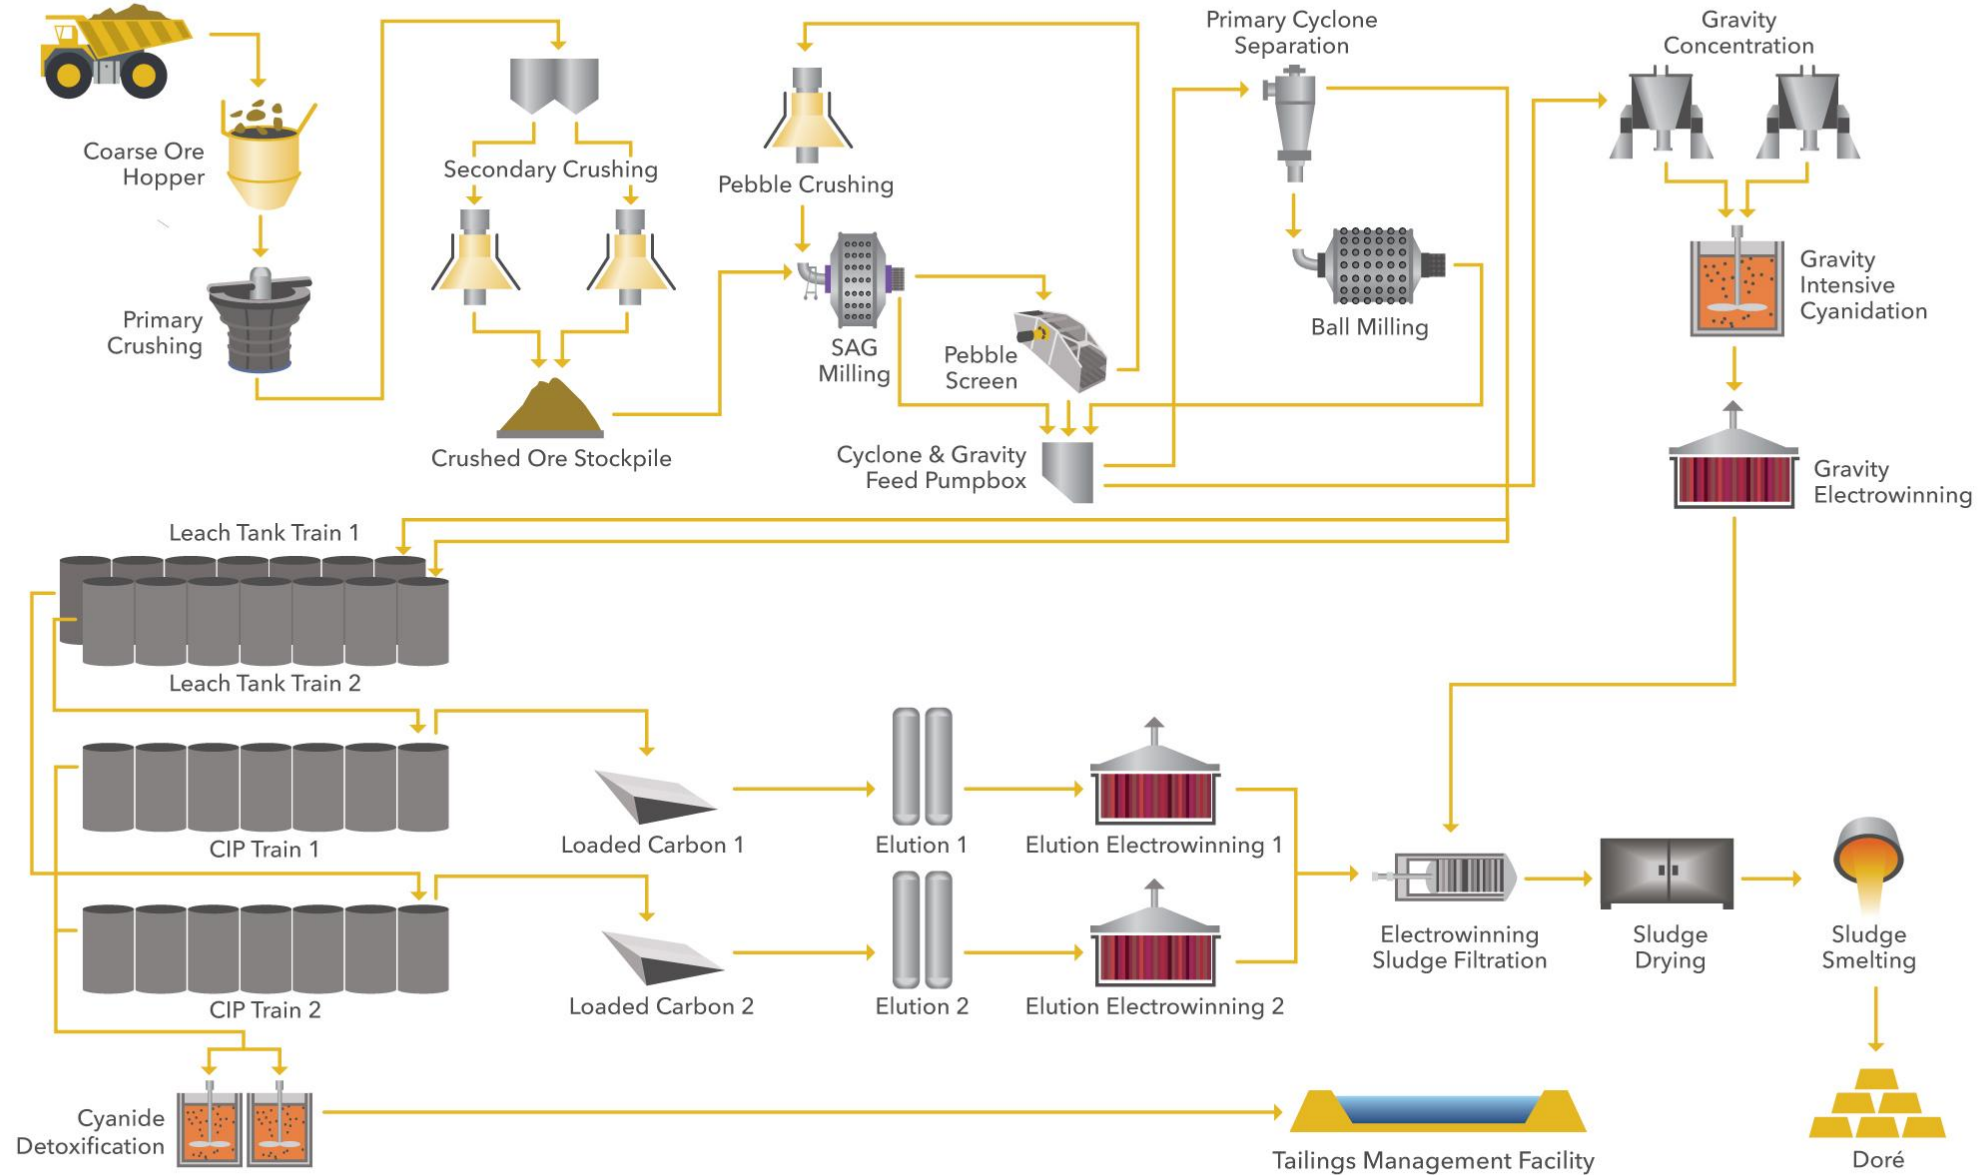 Coarse Ore
Hopper
Primary
Crushing
Secondary Crushing
Crushed Ore Stockpile
Pebble Crushing
SAG
Milling
Pebble
Screen
Cyclone & Gravity
Feed Pumpbox
Primary Cyclone
Separation
Ball Milling
Gravity
Concentration
Gravity
Intensive
Cyanidation
Gravity
Electrowinning
Leach Tank Train 1
Leach Tank Train 2
CIP Train 1
Loaded Carbon 1
Elution 1
Elution Electrowinning 1
CIP Train 2
Loaded Carbon 2
Elution 2
Elution Electrowinning 2
Electrowinning
Sludge Filtration
Sludge
Drying
Sludge
Smelting
Cyanide
Detoxification
Tailings Management Facility
Doré